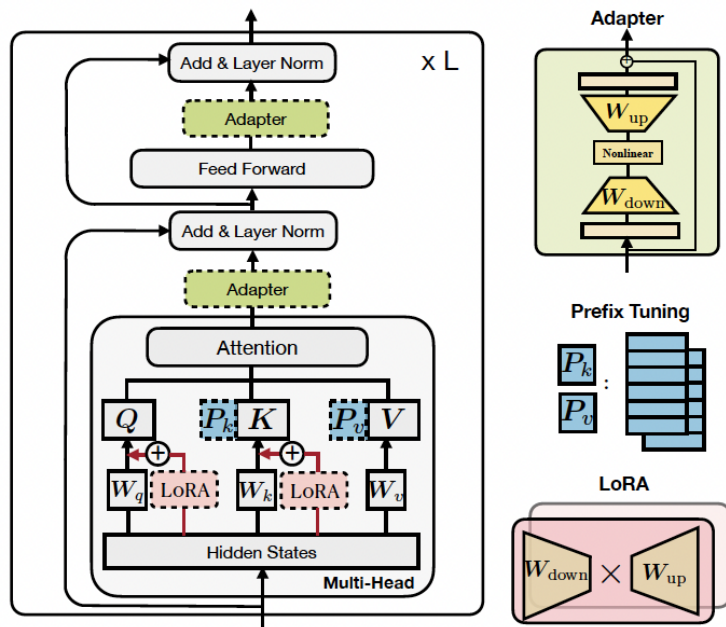 x L
Add & Layer Norm
Adapter
Feed Forward
Add & Layer Norm
Adapter
Attention
Q P_k K P_v V
+ +
W_q LoRA W_k LoRA W_v
Hidden States
Multi-Head
Adapter
+
W_up
Nonlinear
W_down
Prefix Tuning
P_k :
P_v
LoRA
W_down × W_up